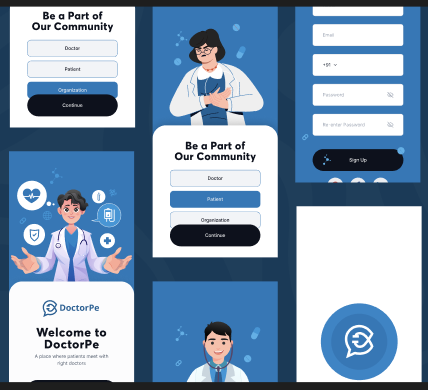 Be a Part of
Our Community
Doctor
Patient
Organization
Continue
DoctorPe
Welcome to
DoctorPe
A place where patients meet with
right doctors
Be a Part of
Our Community
Doctor
Patient
Organization
Continue
Email
Password
Re enter Password
Sign Up